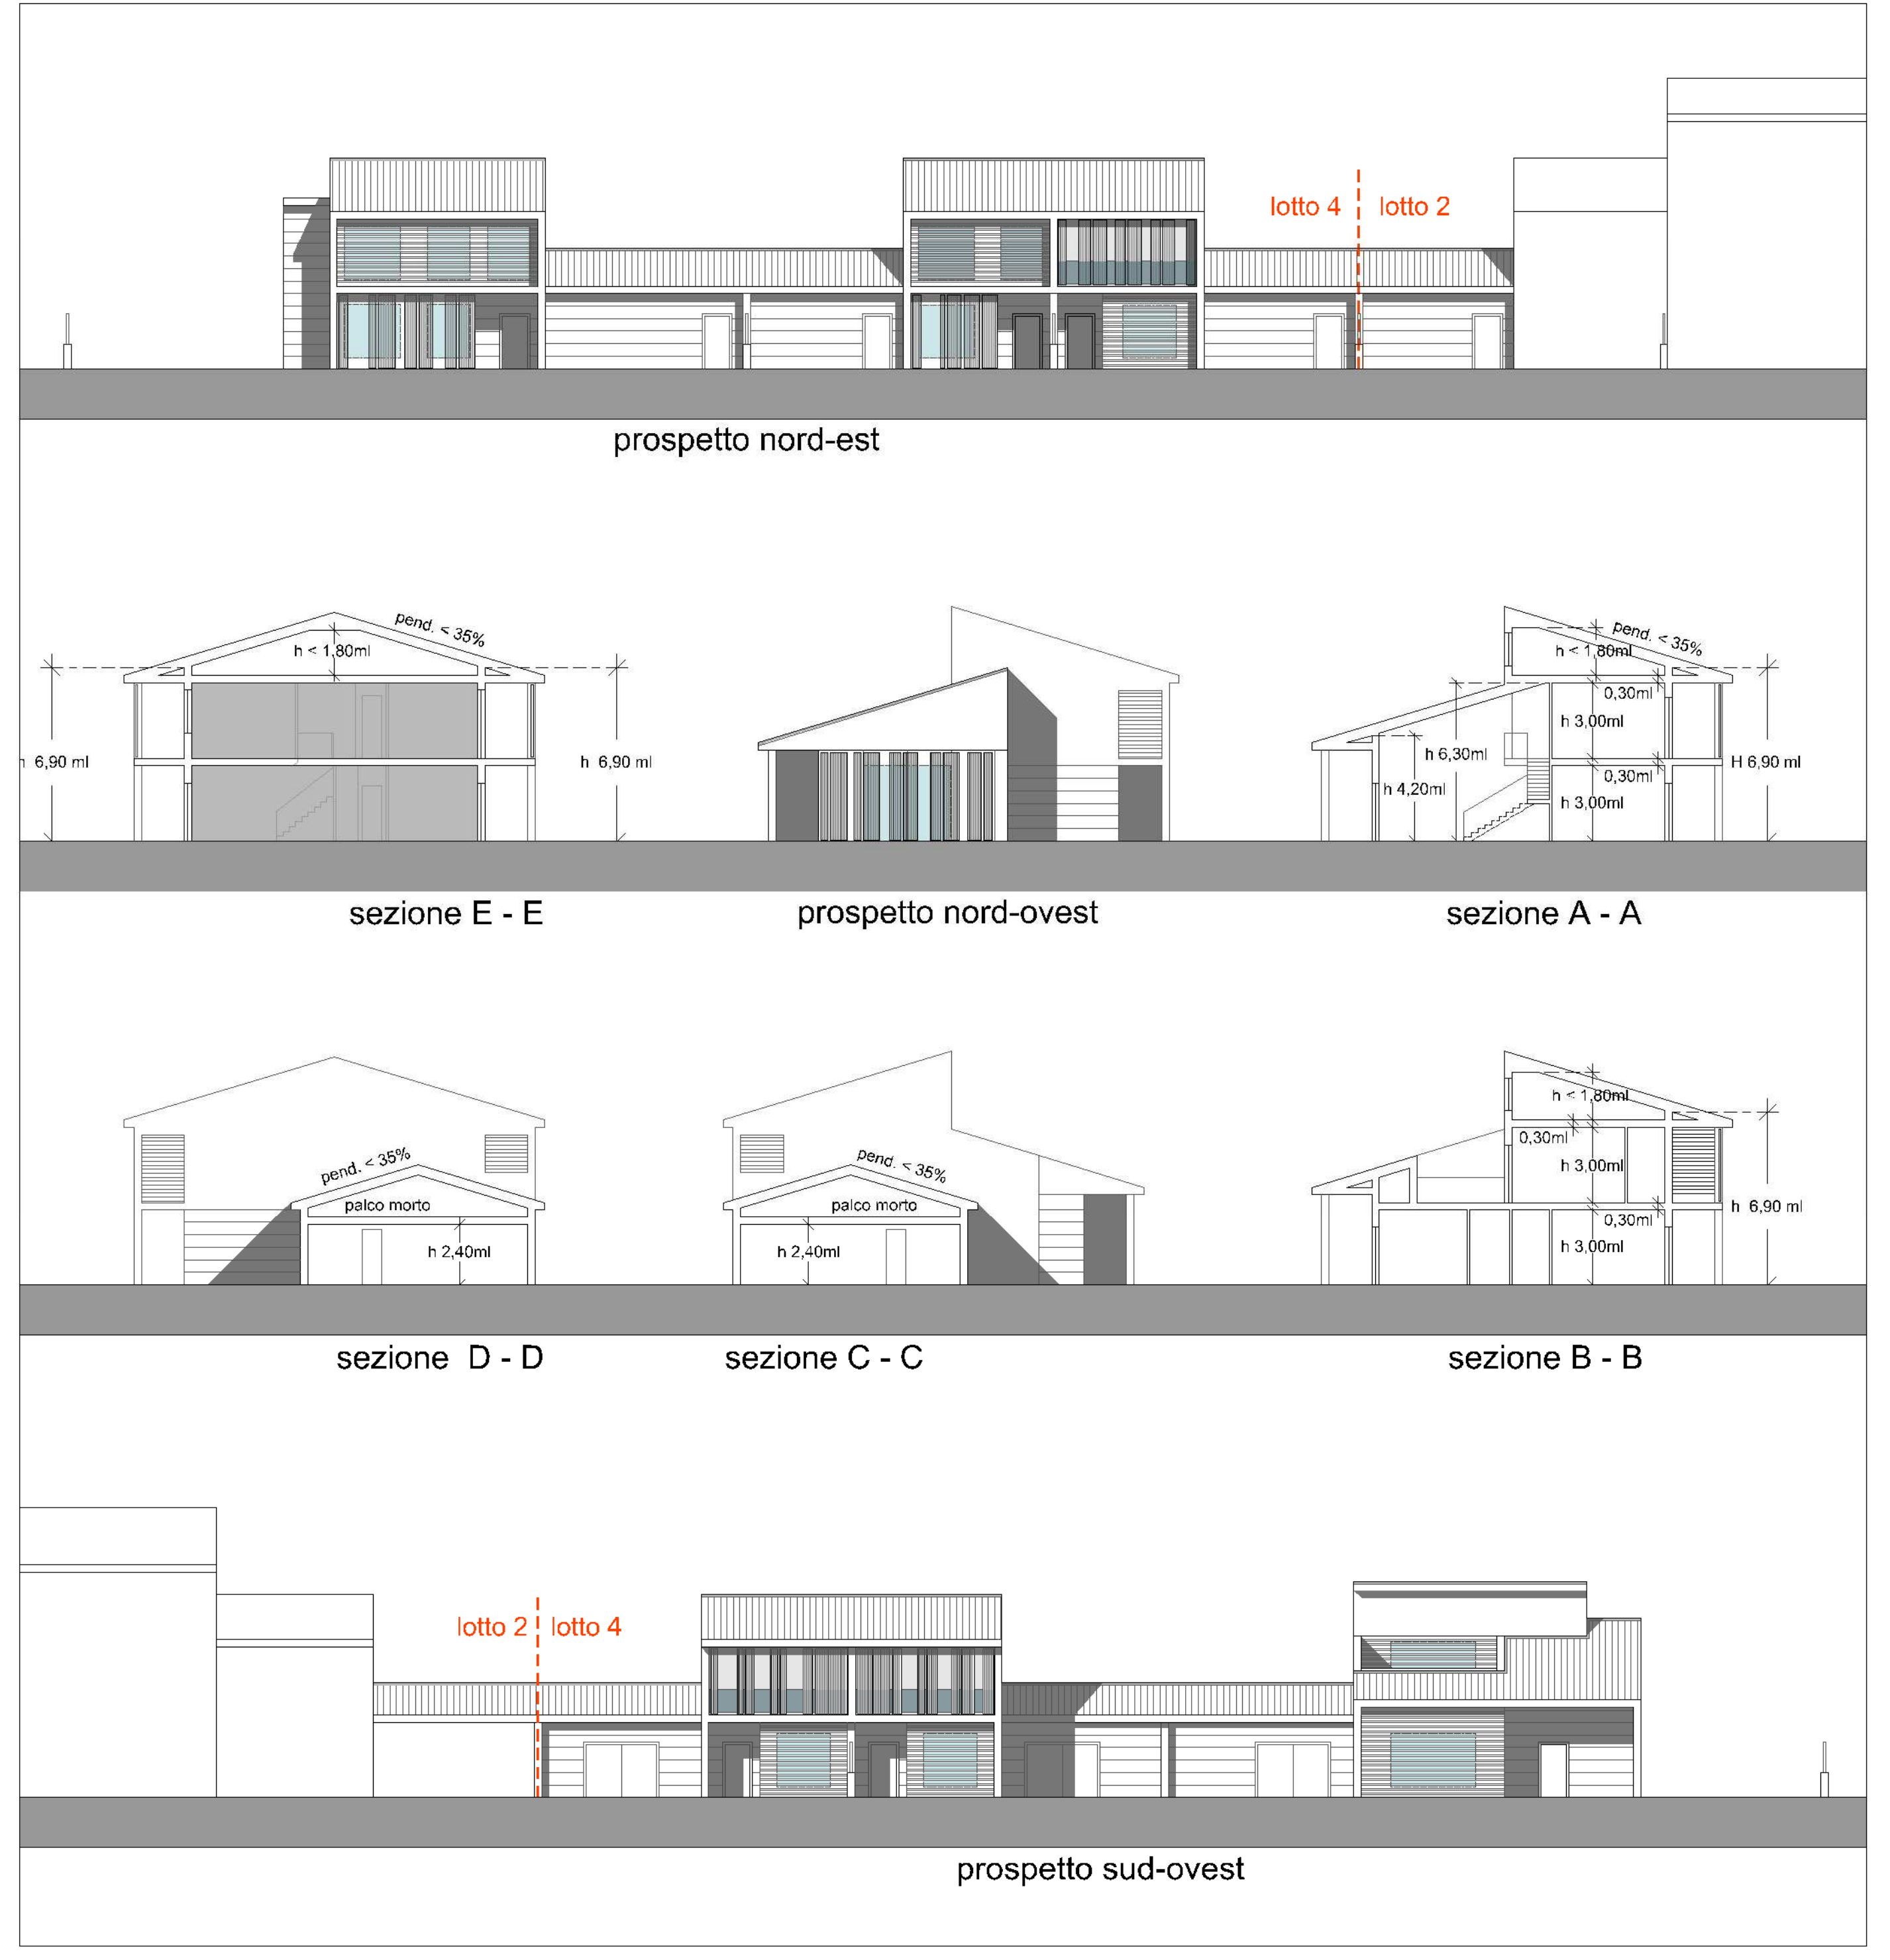 lotto 4 lotto 2
prospetto nord-est
pend. < 35%
h < 1,80ml
h 6,90 ml
h 6,90 ml
pend. < 35%
h < 1,80ml
0,30ml
h 3,00ml
h 6,30ml
H 6,90 ml
0,30ml
h 4,20ml
h 3,00ml
sezione E - E
prospetto nord-ovest
sezione A - A
pend. < 35%
palco morto
h 2,40ml
pend. < 35%
palco morto
h 2,40ml
h < 1,80ml
0,30ml
h 3,00ml
h 6,90 ml
0,30ml
h 3,00ml
sezione D - D
sezione C - C
sezione B - B
lotto 2 lotto 4
prospetto sud-ovest